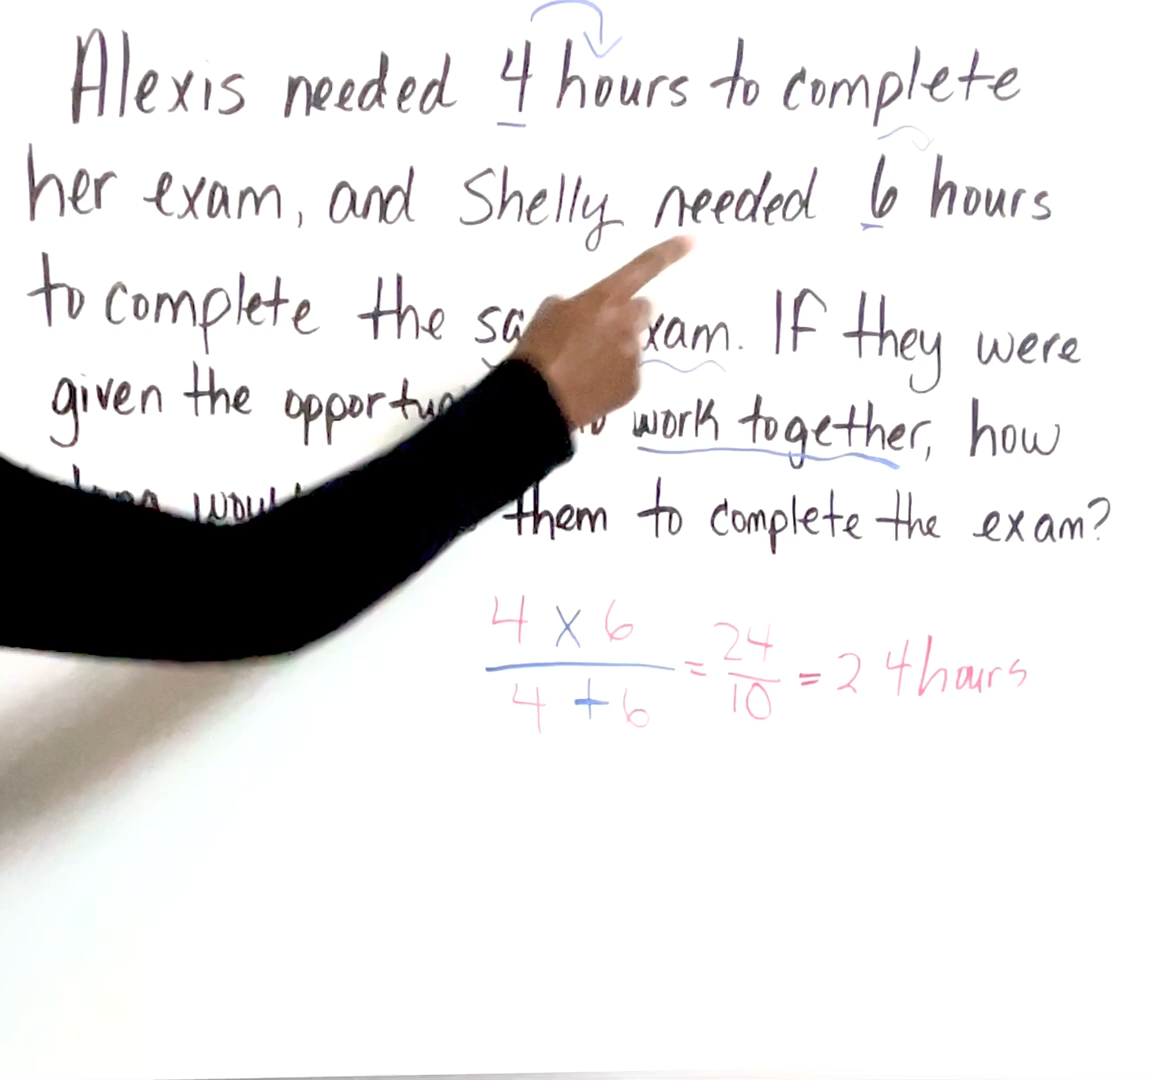 Alexis needed 4 hours to complete
her exam, and Shelly needed 6 hours
to complete the xam. If they were
given the work together, how
them to complete the exam?
4 x 6
4 + 6
= 24
10
= 2 4 hours